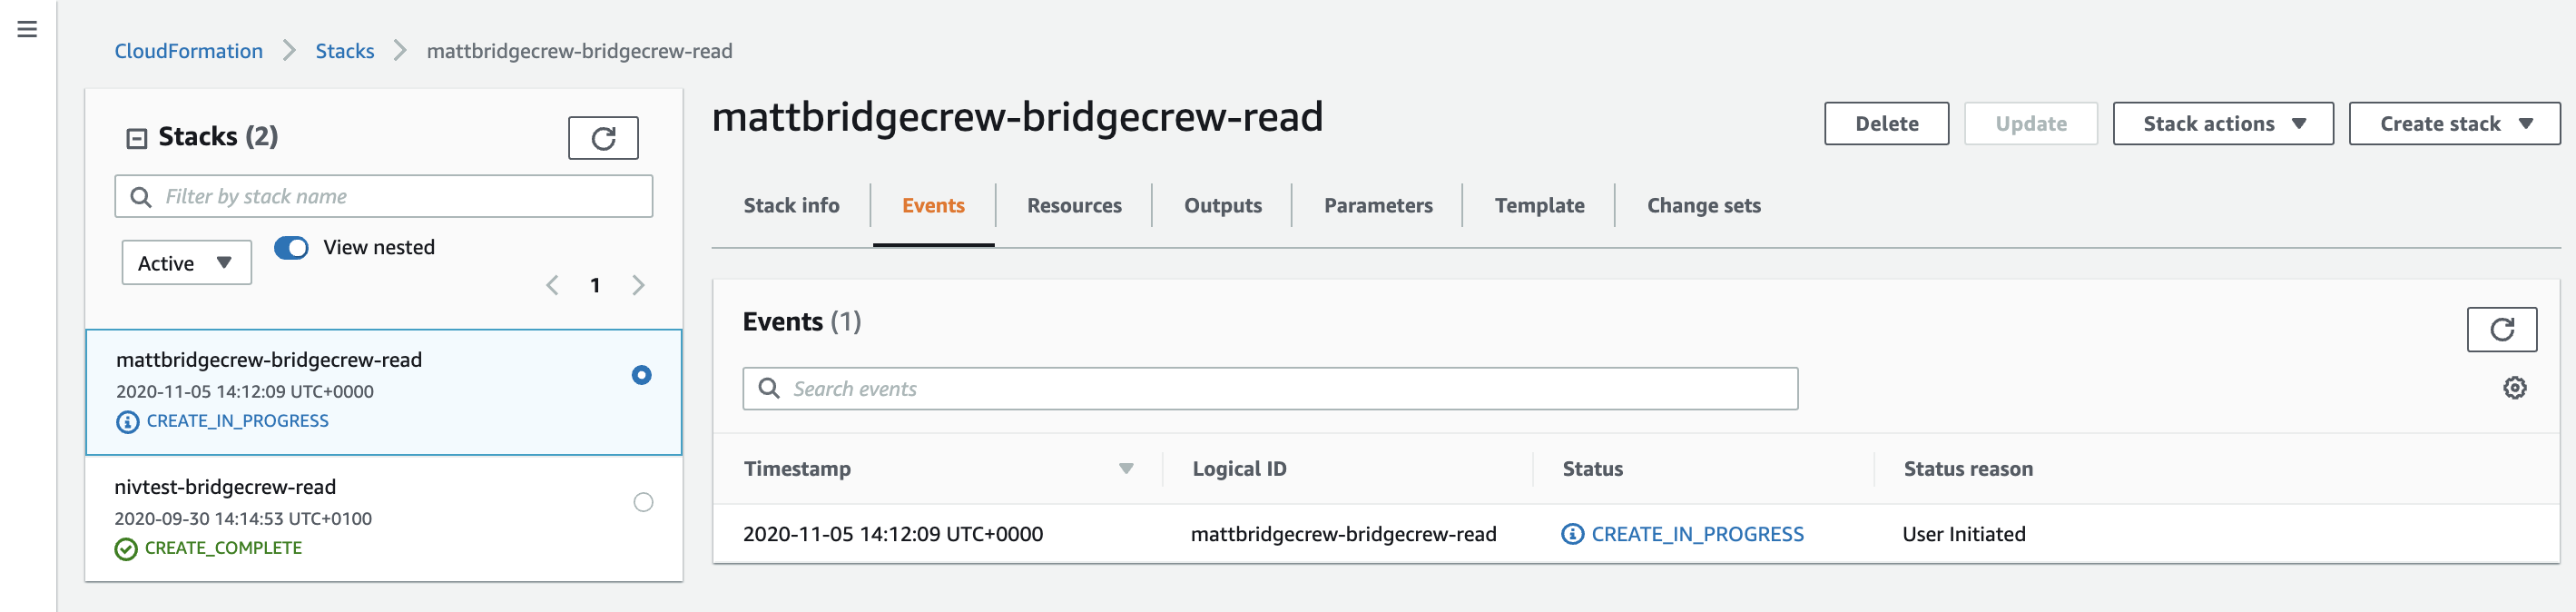 CloudFormation > Stacks > mattbridgecrew-bridgecrew-read
Stacks (2)
Filter by stack name
Active
View nested
1
mattbridgecrew-bridgecrew-read
2020-11-05 14:12:09 UTC+0000
CREATE_IN_PROGRESS
nivtest-bridgecrew-read
2020-09-30 14:14:53 UTC+0100
CREATE_COMPLETE
mattbridgecrew-bridgecrew-read
Delete Update Stack actions Create stack
Stack info Events Resources Outputs Parameters Template Change sets
Events (1)
Search events
Timestamp Logical ID Status Status reason
2020-11-05 14:12:09 UTC+0000 mattbridgecrew-bridgecrew-read CREATE_IN_PROGRESS User Initiated